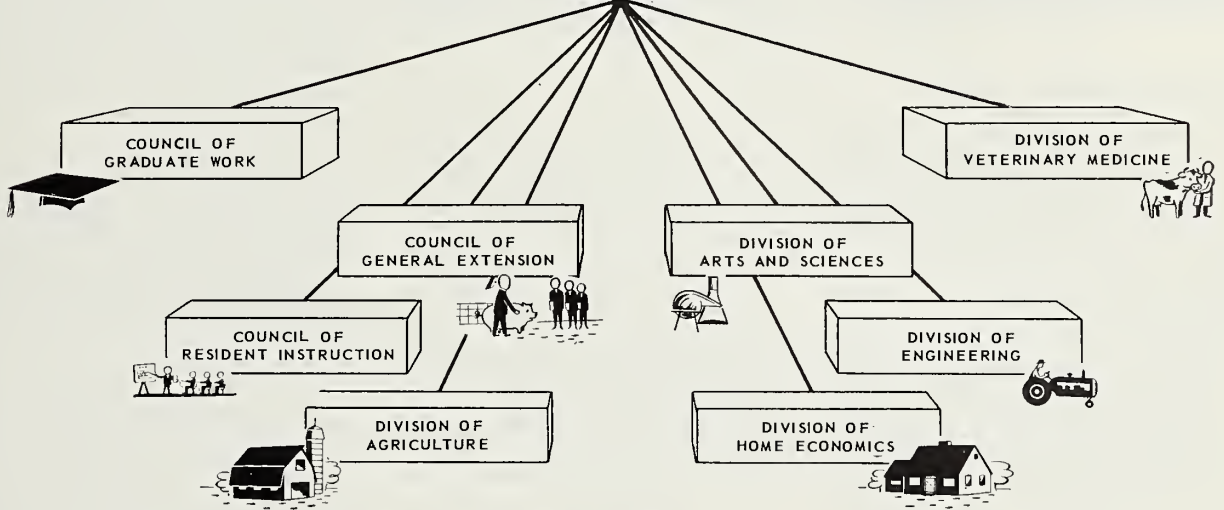 COUNCIL OF
GRADUATE WORK
DIVISION OF
VETERINARY MEDICINE
COUNCIL OF
GENERAL EXTENSION
DIVISION OF
ARTS AND SCIENCES
COUNCIL OF
RESIDENT INSTRUCTION
DIVISION OF
ENGINEERING
DIVISION OF
AGRICULTURE
DIVISION OF
HOME ECONOMICS